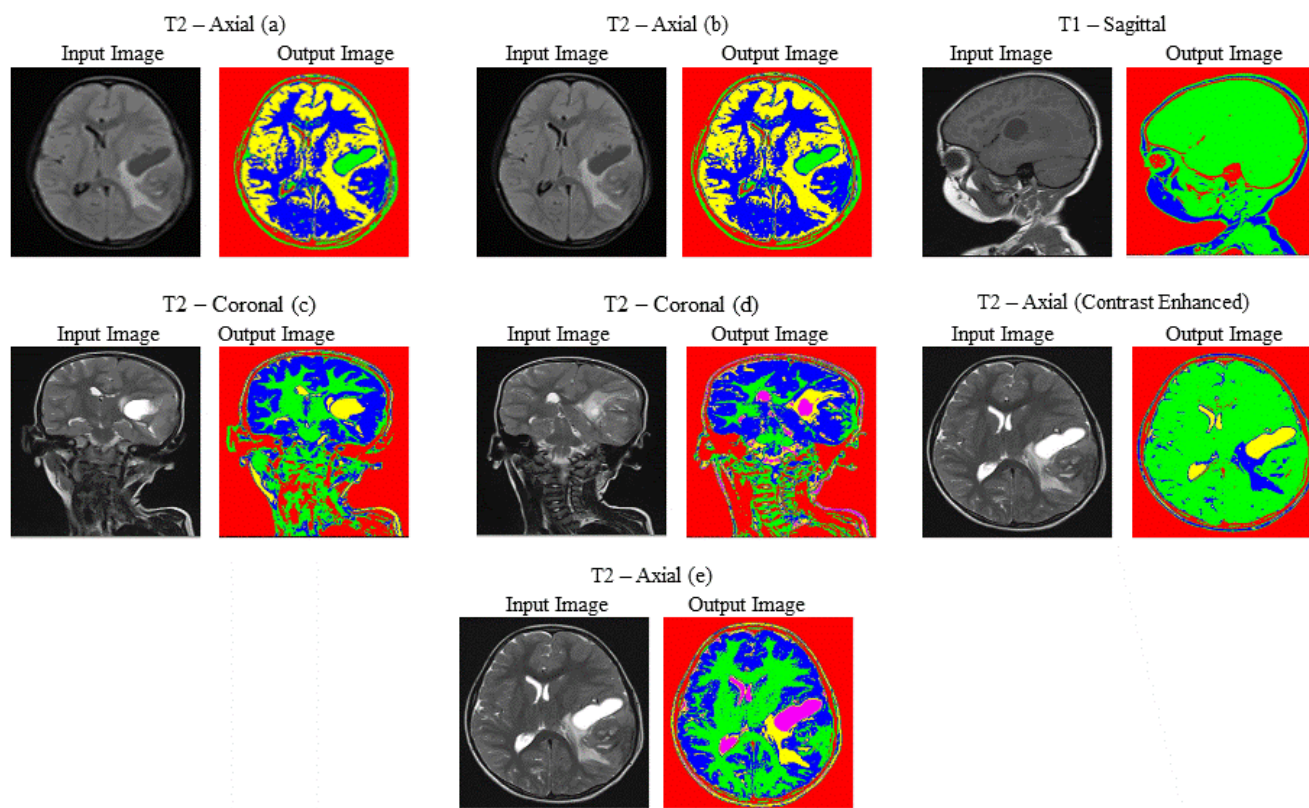 T2 – Axial (a)
Input Image
Output Image
T2 – Axial (b)
Input Image
Output Image
T1 – Sagittal
Input Image
Output Image
T2 – Coronal (c)
Input Image
Output Image
T2 – Coronal (d)
Input Image
Output Image
T2 – Axial (Contrast Enhanced)
Input Image
Output Image
T2 – Axial (e)
Input Image
Output Image